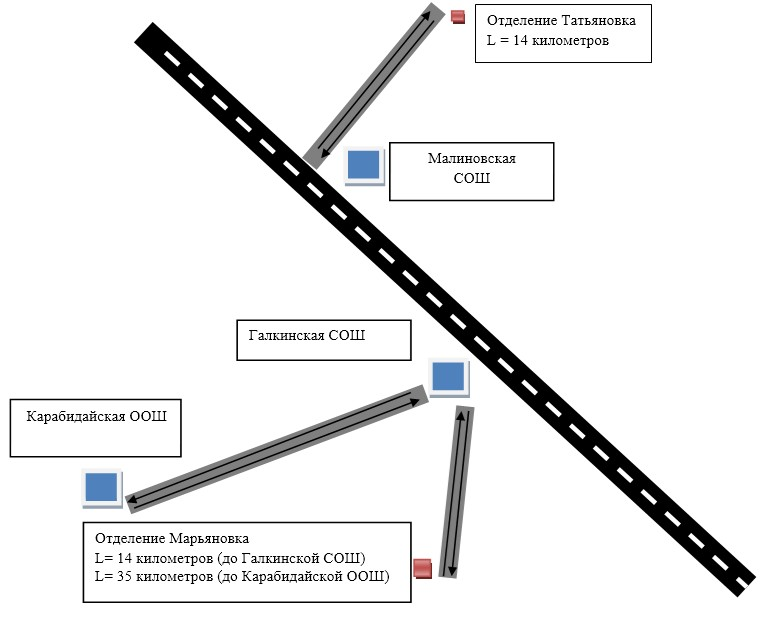 Отделение Татьяновка
L = 14 километров
Малиновская
СОШ
Галкинская СОШ
Карабидайская ООШ
Отделение Марьяновка
L= 14 километров (до Галкинской СОШ)
L= 35 километров (до Карабидайской ООШ)